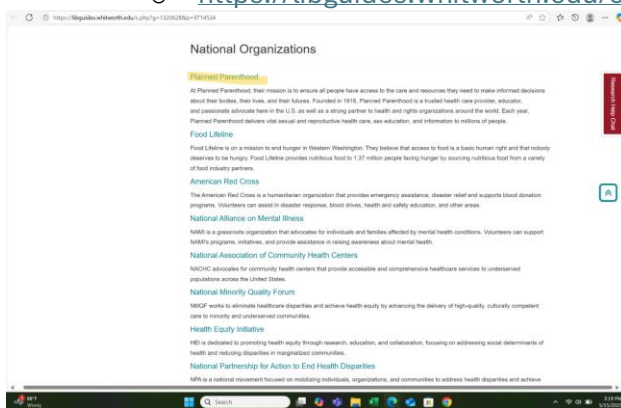 https://libguides.whitworth.edu/
https://libguides.whitworth.edu/c.php?g=1320628&p=9714524
National Organizations
Planned Parenthood
At Planned Parenthood, their mission is to ensure all people have access to the care and resources they need to make informed decisions
about their bodies, their lives, and their futures. Founded in 1916, Planned Parenthood is a trusted health care provider, educator,
and passionate advocate here in the U.S. as well as a strong partner to health and rights organizations around the world. Each year,
Planned Parenthood delivers vital sexual and reproductive health care, sex education, and information to millions of people.
Research Help Chat
Food Lifeline
Food Lifeline is on a mission to end hunger in Western Washington. They believe that access to food is a basic human right and that nobody
deserves to be hungry. Food Lifeline provides nutritious food to 1.37 million people facing hunger by sourcing nutritious food from a variety
of food industry partners.
American Red Cross
The American Red Cross is a humanitarian organization that provides emergency assistance, disaster relief and supports blood donation
programs. Volunteers can assist in disaster response, blood drives, health and safety education, and other areas.
National Alliance on Mental Illness
NAMI is a grassroots organization that advocates for individuals and families affected by mental health conditions. Volunteers can support
NAMI's programs, initiatives, and provide assistance in raising awareness about mental health.
National Association of Community Health Centers
NACHC advocates for community health centers that provide accessible and comprehensive healthcare services to underserved
populations across the United States.
National Minority Quality Forum
NMQF works to eliminate healthcare disparities and achieve health equity by advancing the delivery of high-quality, culturally competent
care to minority and underserved communities.
Health Equity Initiative
HEI is dedicated to promoting health equity through research, education, and collaboration, focusing on addressing social determinants of
health and reducing disparities in marginalized communities.
National Partnership for Action to End Health Disparities
NPA is a national movement focused on mobilizing individuals, organizations, and communities to address health disparities and achieve
68°F
Windy
Search
3:19 PM